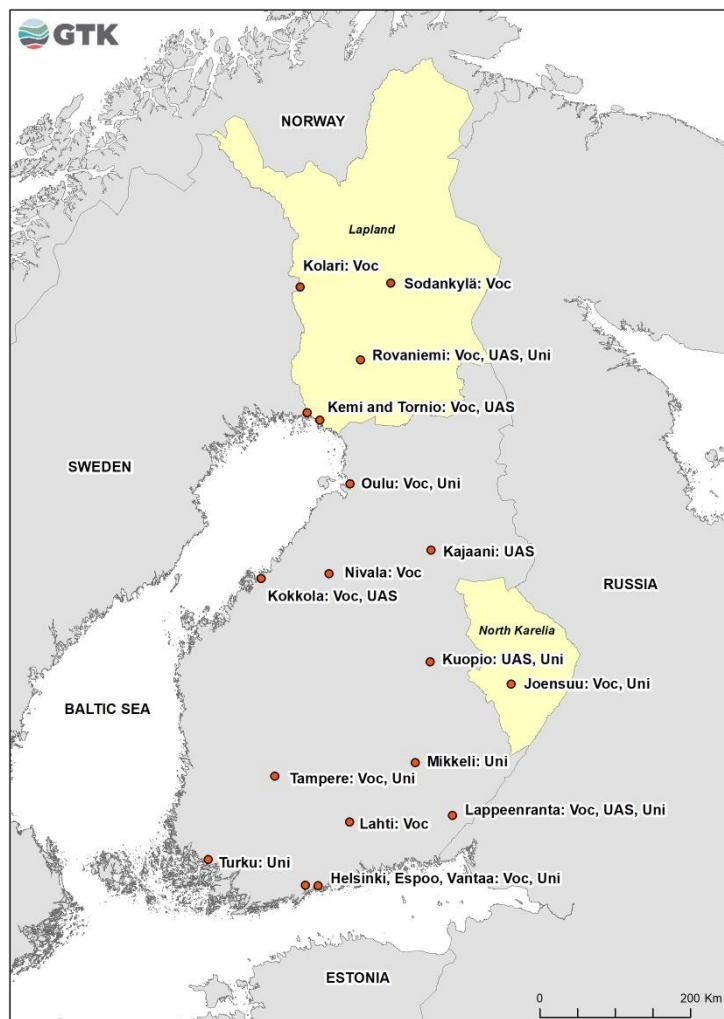 GTK
NORWAY
Lapland
Kolari: Voc
Sodankylä: Voc
Rovaniemi: Voc, UAS, Uni
Kemi and Tornio: Voc, UAS
SWEDEN
Oulu: Voc, Uni
Kajaani: UAS
Nivala: Voc
Kokkola: Voc, UAS
RUSSIA
North Karelia
Kuopio: UAS, Uni
Joensuu: Voc, Uni
BALTIC SEA
Mikkeli: Uni
Tampere: Voc, Uni
Lappeenranta: Voc, UAS, Uni
Lahti: Voc
Turku: Uni
Helsinki, Espoo, Vantaa: Voc, Uni
ESTONIA
0 200 Km